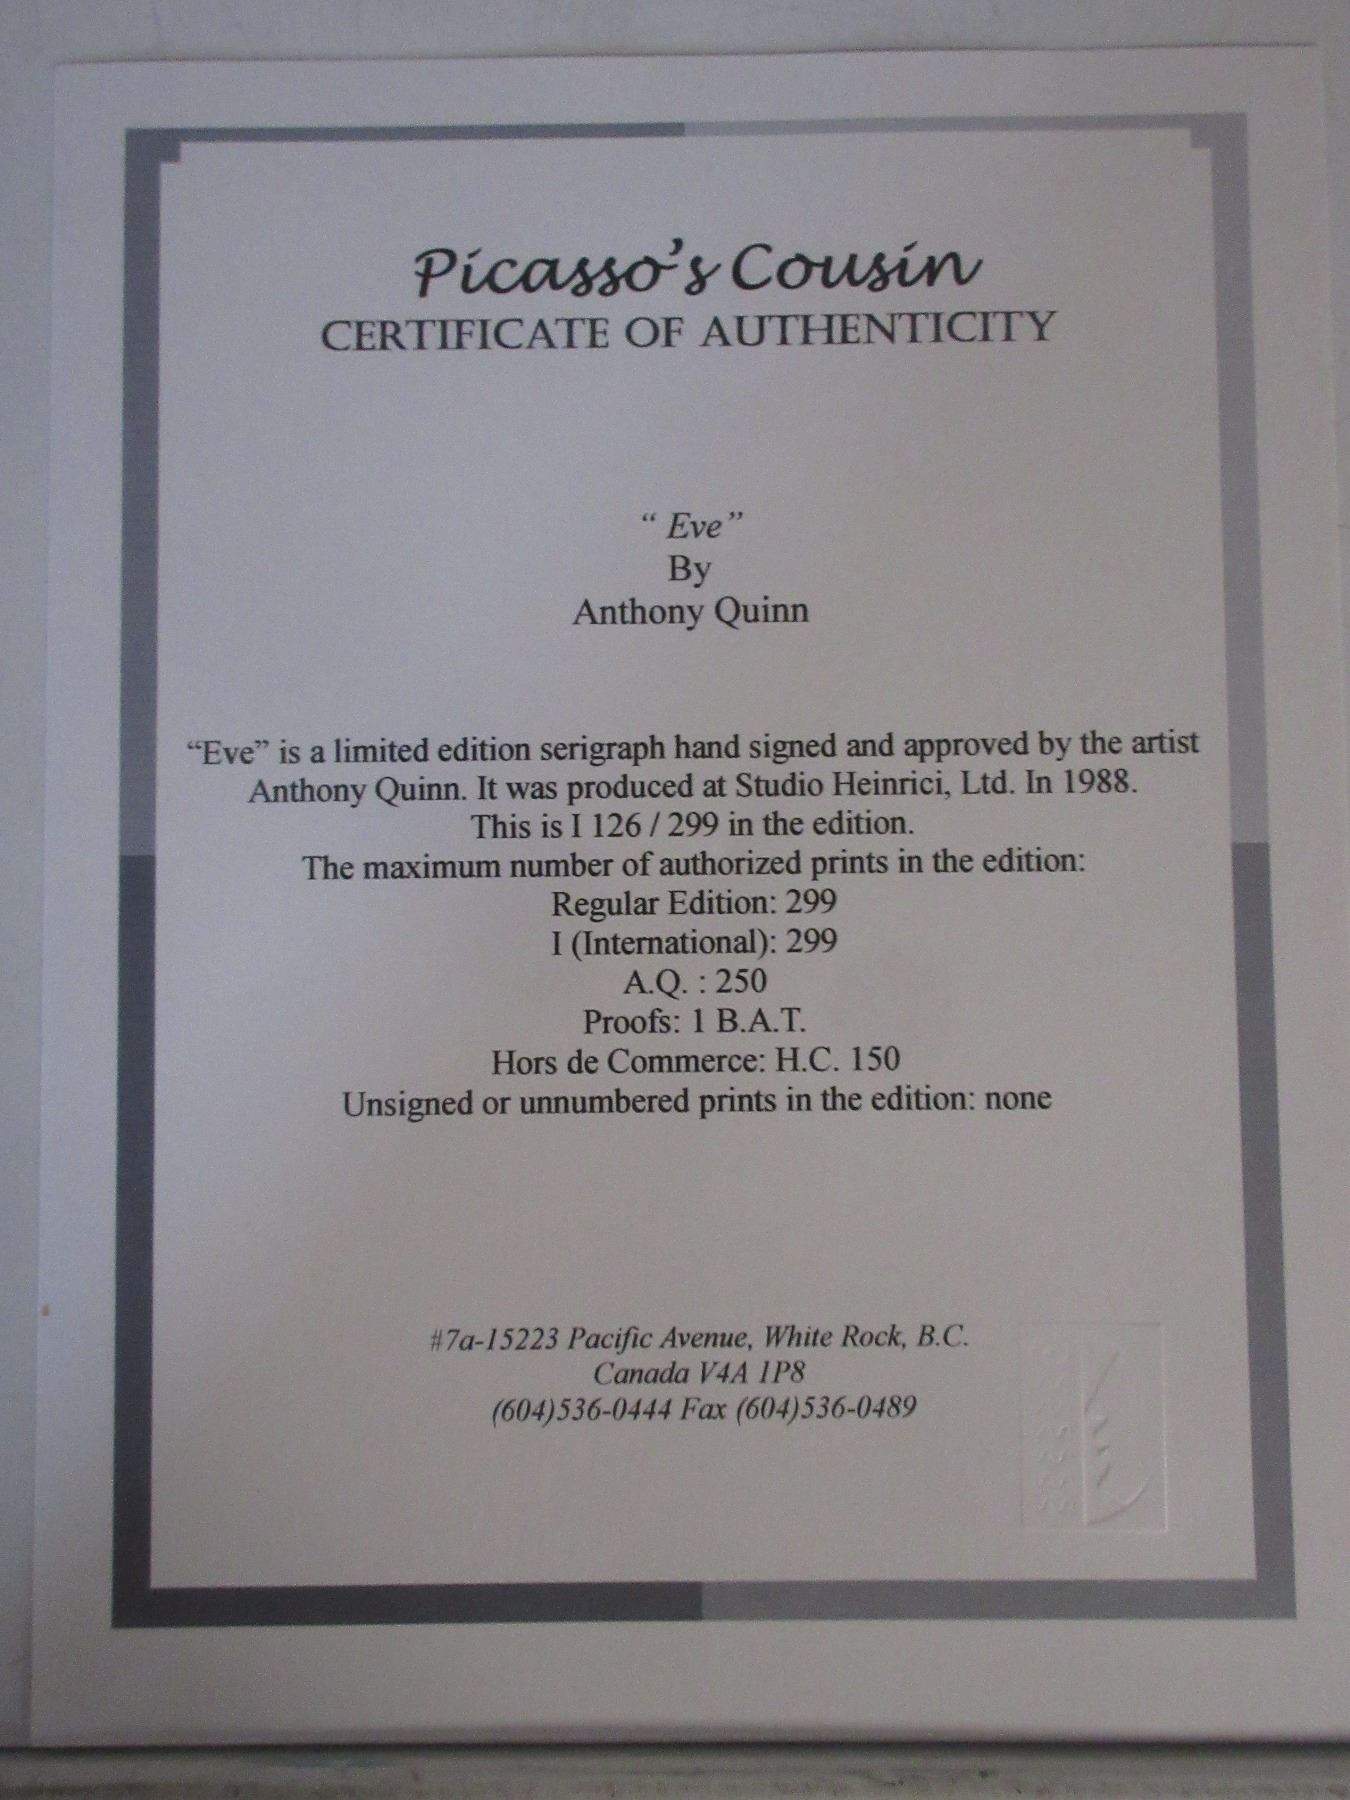 Picasso's Cousin
CERTIFICATE OF AUTHENTICITY
“ Eve”
By
Anthony Quinn
“Eve” is a limited edition serigraph hand signed and approved by the artist
Anthony Quinn. It was produced at Studio Heinrici, Ltd. In 1988.
This is I 126 / 299 in the edition.
The maximum number of authorized prints in the edition:
Regular Edition: 299
I (International): 299
A.Q. : 250
Proofs: 1 B.A.T.
Hors de Commerce: H.C. 150
Unsigned or unnumbered prints in the edition: none
#7a-15223 Pacific Avenue, White Rock, B.C.
Canada V4A 1P8
(604)536-0444 Fax (604)536-0489